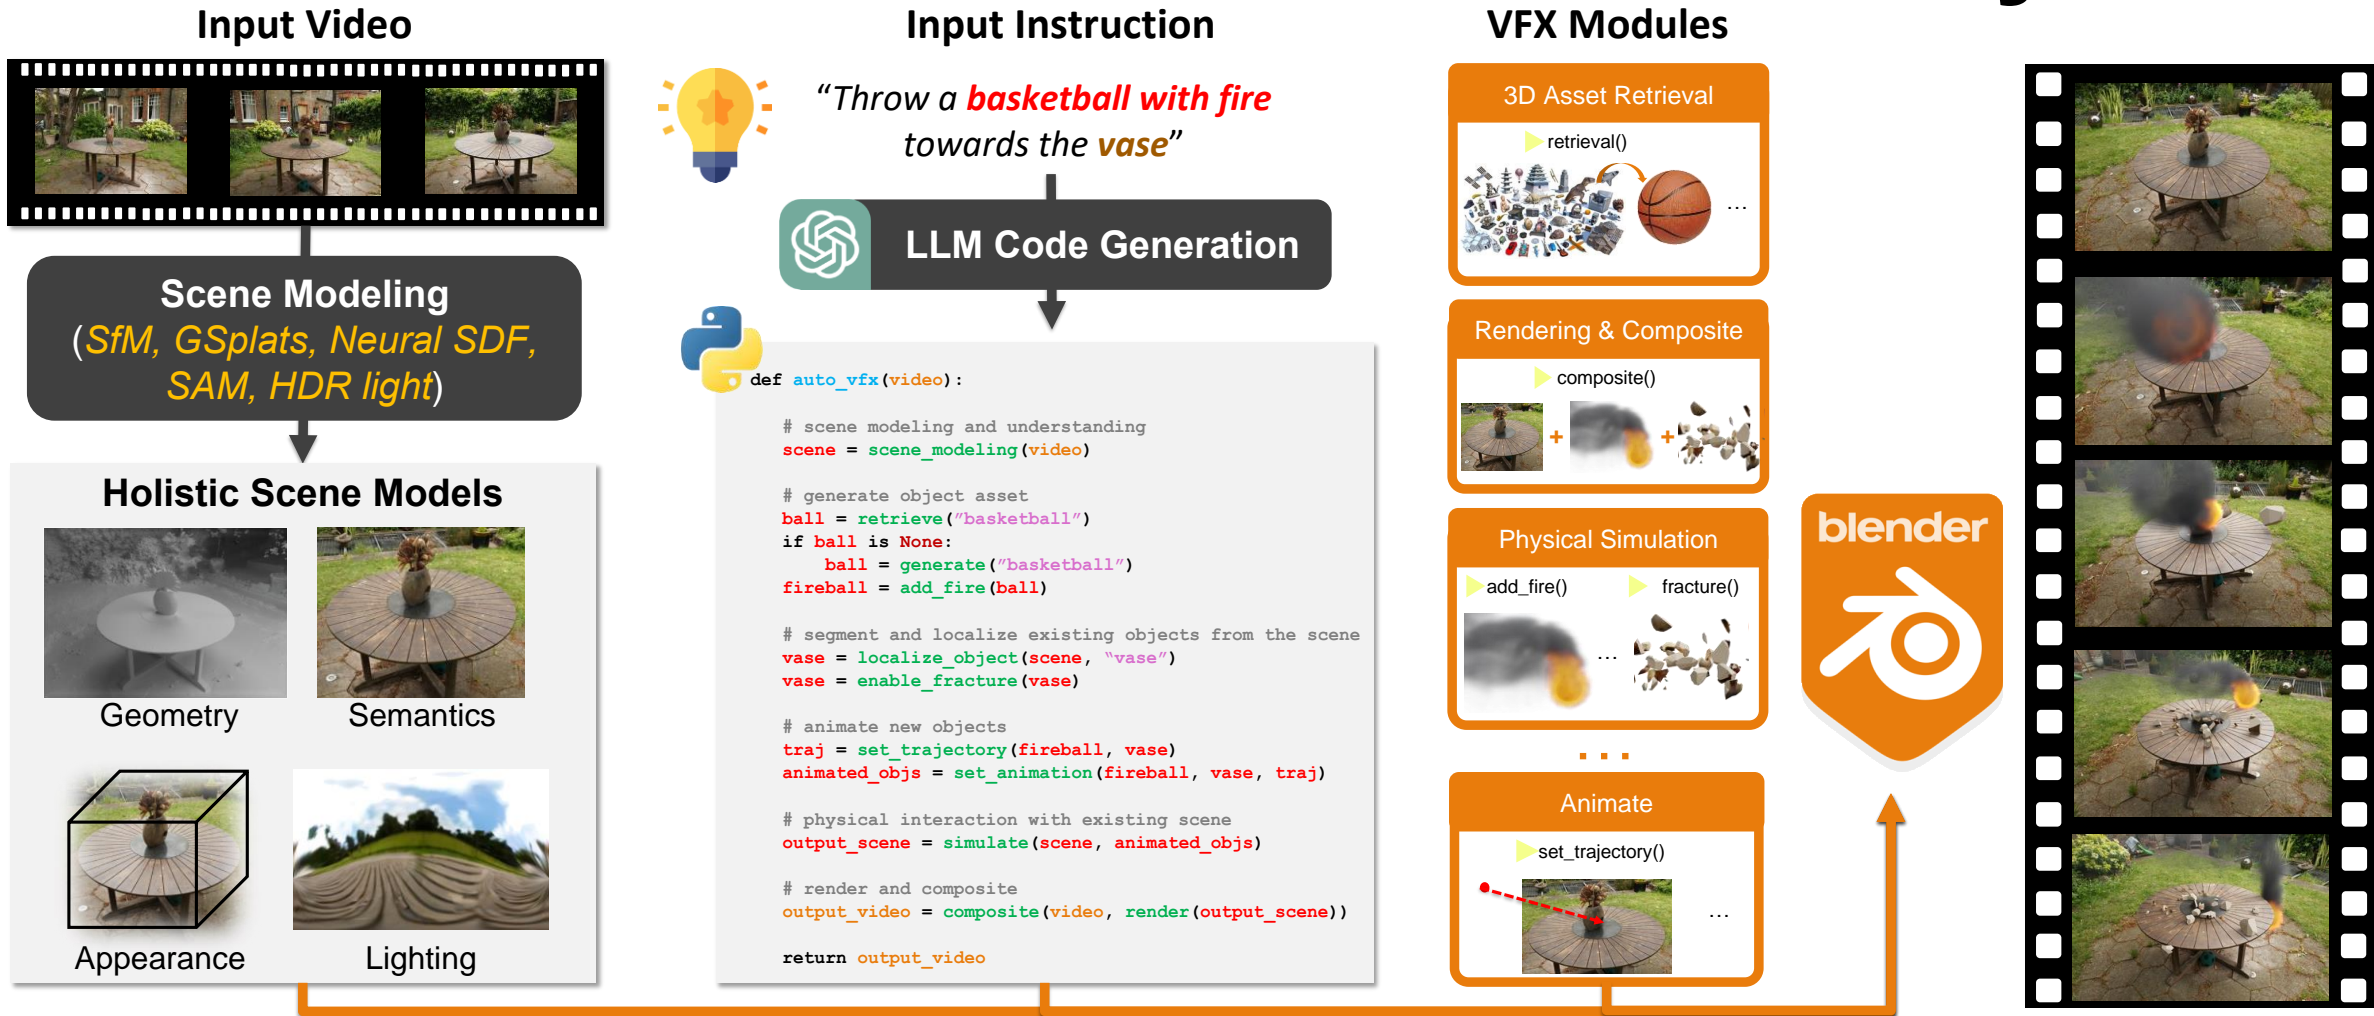 Input Video
Scene Modeling
(SfM, GSplats, Neural SDF,
SAM, HDR light)
Holistic Scene Models
Geometry
Semantics
Appearance
Lighting
Input Instruction
“Throw a basketball with fire
towards the vase”
LLM Code Generation
def auto_vfx(video):
# scene modeling and understanding
scene = scene_modeling(video)
# generate object asset
ball = retrieve(”basketball”)
if ball is None:
ball = generate(”basketball”)
fireball = add_fire(ball)
# segment and localize existing objects from the scene
vase = localize_object(scene, “vase”)
vase = enable_fracture(vase)
# animate new objects
traj = set_trajectory(fireball, vase)
animated_objs = set_animation(fireball, vase, traj)
# physical interaction with existing scene
output_scene = simulate(scene, animated_objs)
# render and composite
output_video = composite(video, render(output_scene))
return output_video
VFX Modules
3D Asset Retrieval
retrieval()
...
Rendering & Composite
composite()
+ +
Physical Simulation
add_fire() fracture()
...
...
Animate
set_trajectory()
...
blender